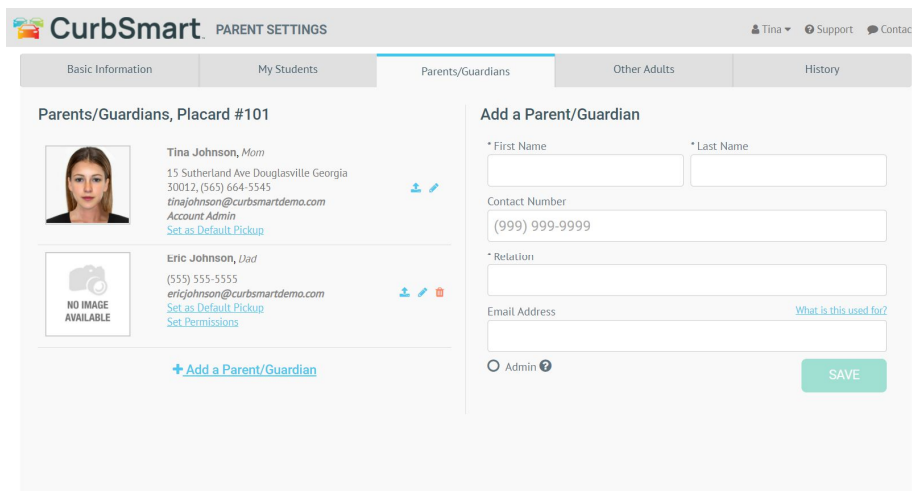 CurbSmart. PARENT SETTINGS
Tina Support Contac
Basic Information My Students Parents/Guardians Other Adults History
Parents/Guardians, Placard #101
Tina Johnson, Mom
15 Sutherland Ave Douglasville Georgia
30012, (565) 664-5545
tinajohnson@curbsmartdemo.com
Account Admin
Set as Default Pickup
NO IMAGE
AVAILABLE
Eric Johnson, Dad
(555) 555-5555
ericjohnson@curbsmartdemo.com
Set as Default Pickup
Set Permissions
+ Add a Parent/Guardian
Add a Parent/Guardian
* First Name * Last Name
Contact Number
(999) 999-9999
* Relation
Email Address What is this used for?
Admin ?
SAVE